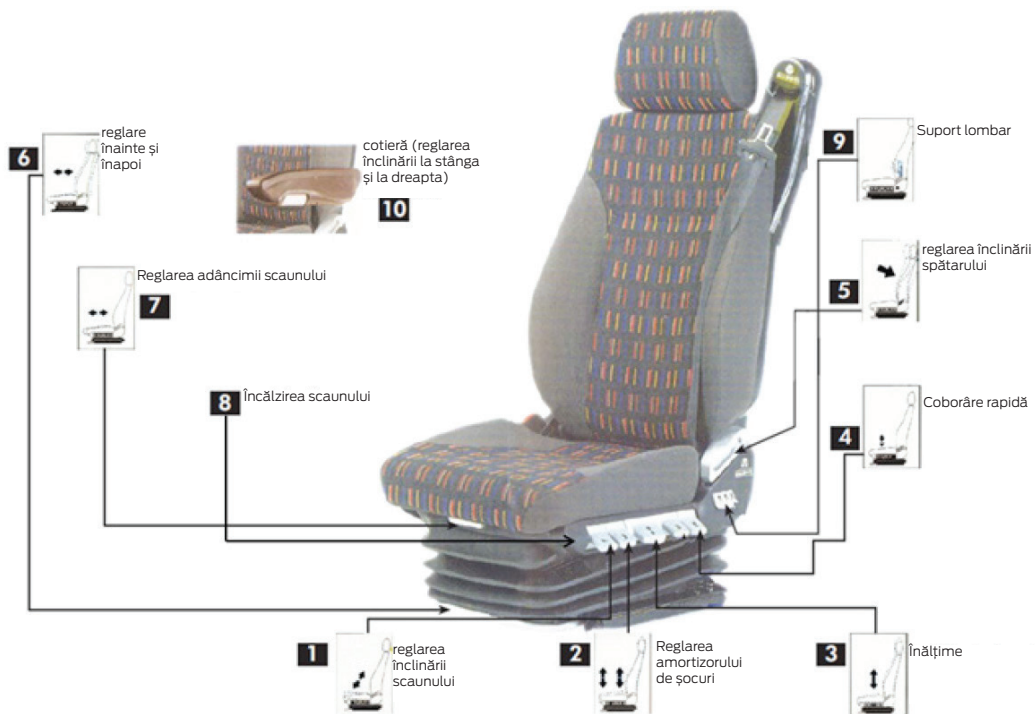 6
reglare
înainte și
înapoi
cotieră (reglarea
înclinării la stânga
și la dreapta)
10
9
Suport lombar
7
Reglarea adâncimii scaunului
5
reglarea înclinării
spătarului
8
Încălzirea scaunului
4
Coborâre rapidă
1
reglarea
înclinării
scaunului
2
Reglarea
amortizorului
de șocuri
3
Înălțime